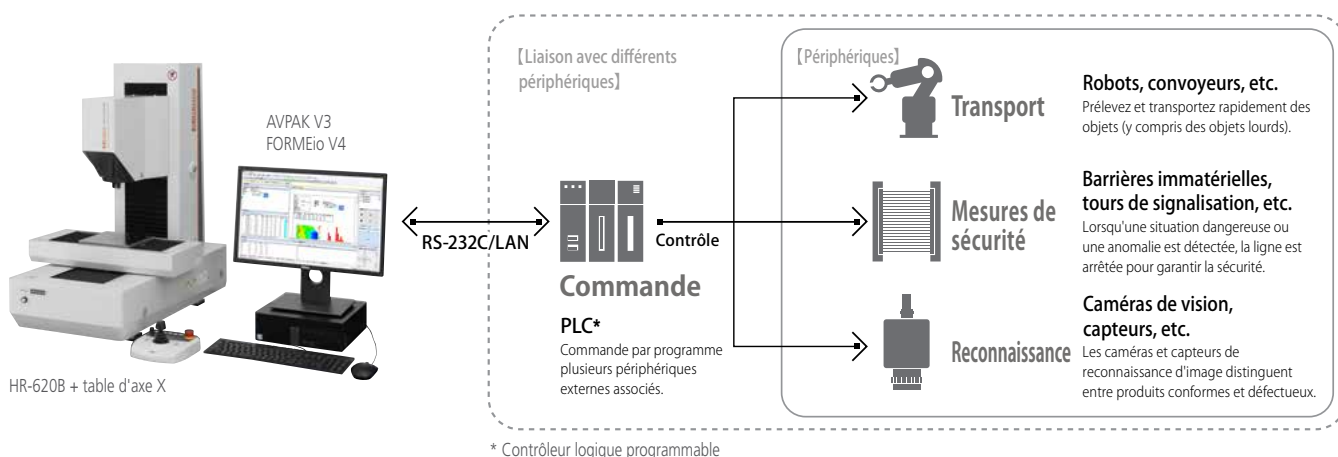 AVPAK V3
FORMEio V4
HR-620B + table d'axe X
RS-232C/LAN
【Liaison avec différents
périphériques】
Commande
PLC*
Commande par programme
plusieurs périphériques
externes associés.
Contrôle
【Périphériques】
Transport
Robots, convoyeurs, etc.
Prélevez et transportez rapidement des
objets (y compris des objets lourds).
Mesures de
sécurité
Barrières immatérielles,
tours de signalisation, etc.
Lorsqu'une situation dangereuse ou
une anomalie est détectée, la ligne est
arrêtée pour garantir la sécurité.
Reconnaissance
Caméras de vision,
capteurs, etc.
Les caméras et capteurs de
reconnaissance d'image distinguent
entre produits conformes et défectueux.
* Contrôleur logique programmable